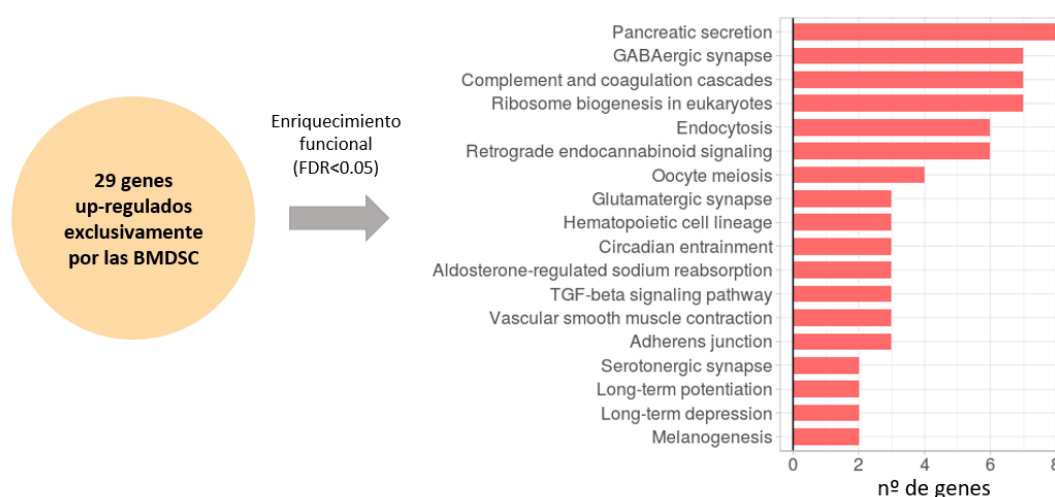 29 genes
up-regulados
exclusivamente
por las BMDSC
Enriquecimiento
funcional
(FDR<0.05)
Pancreatic secretion
GABAergic synapse
Complement and coagulation cascades
Ribosome biogenesis in eukaryotes
Endocytosis
Retrograde endocannabinoid signaling
Oocyte meiosis
Glutamatergic synapse
Hematopoietic cell lineage
Circadian entrainment
Aldosterone-regulated sodium reabsorption
TGF-beta signaling pathway
Vascular smooth muscle contraction
Adherens junction
Serotonergic synapse
Long-term potentiation
Long-term depression
Melanogenesis
0 2 4 6 8
nº de genes